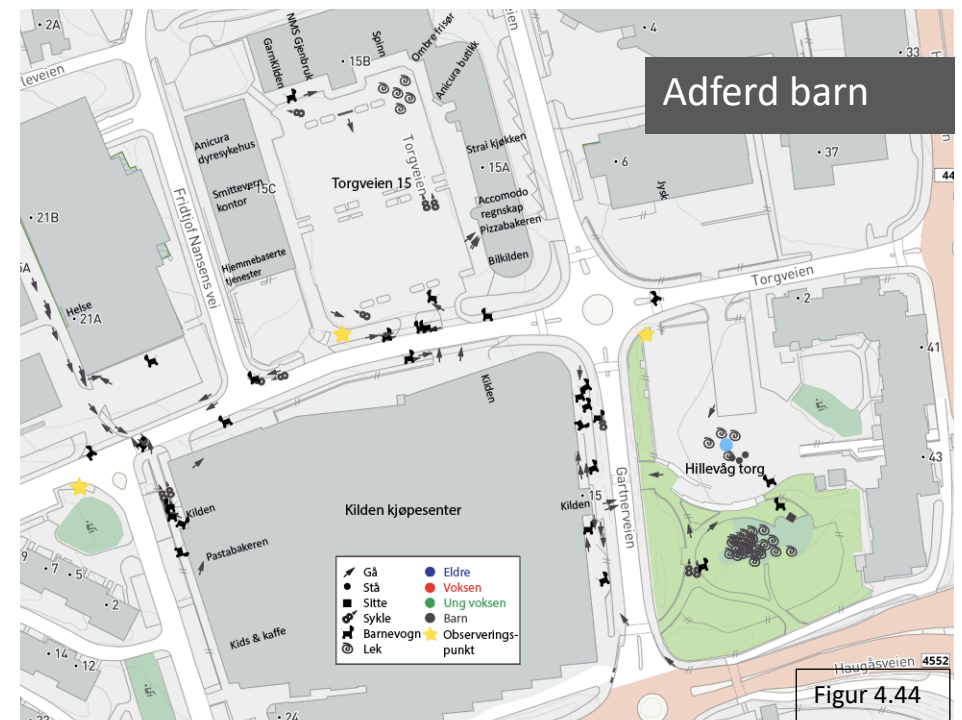 Adferd barn
2A
4
33
15B
NMS Gjenbruk
GarnKilden
Spinn
Ombre frisør
Anicura butikk
leveien
Anicura
dyresykehus
Smittevern
kontor
15C
Hjemmebaserte
tjenester
Torgveien 15
Torgveien
Strai kjøkken
15A
Accomodo
regnskap
Pizzabakeren
Bilkilden
6
37
Jysk
44
21B
5A
Fridtjof Nansens vei
Helse
21A
Torgveien
2
41
43
Hillevåg torg
Kilden
Gartnerveien
15
Kilden
Kilden
Kilden kjøpesenter
Pastabakeren
Kids & kaffe
9
7
5
2
14
12
24
22
Gå
Stå
Sitte
Sykle
Barnevogn
Lek
Eldre
Voksen
Ung voksen
Barn
Observerings-
punkt
Haugåsveien
4552
Figur 4.44